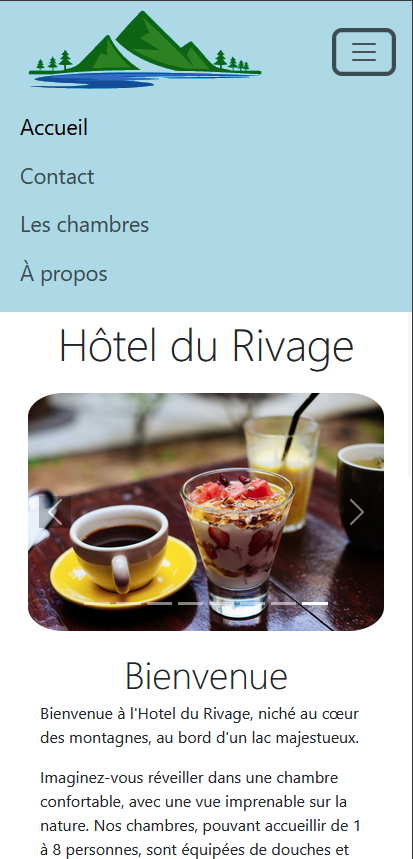 Accueil
Contact
Les chambres
À propos
Hôtel du Rivage
Bienvenue
Bienvenue à l'Hotel du Rivage, niché au cœur
des montagnes, au bord d'un lac majestueux.
Imaginez-vous réveiller dans une chambre
confortable, avec une vue imprenable sur la
nature. Nos chambres, pouvant accueillir de 1
à 8 personnes, sont équipées de douches et